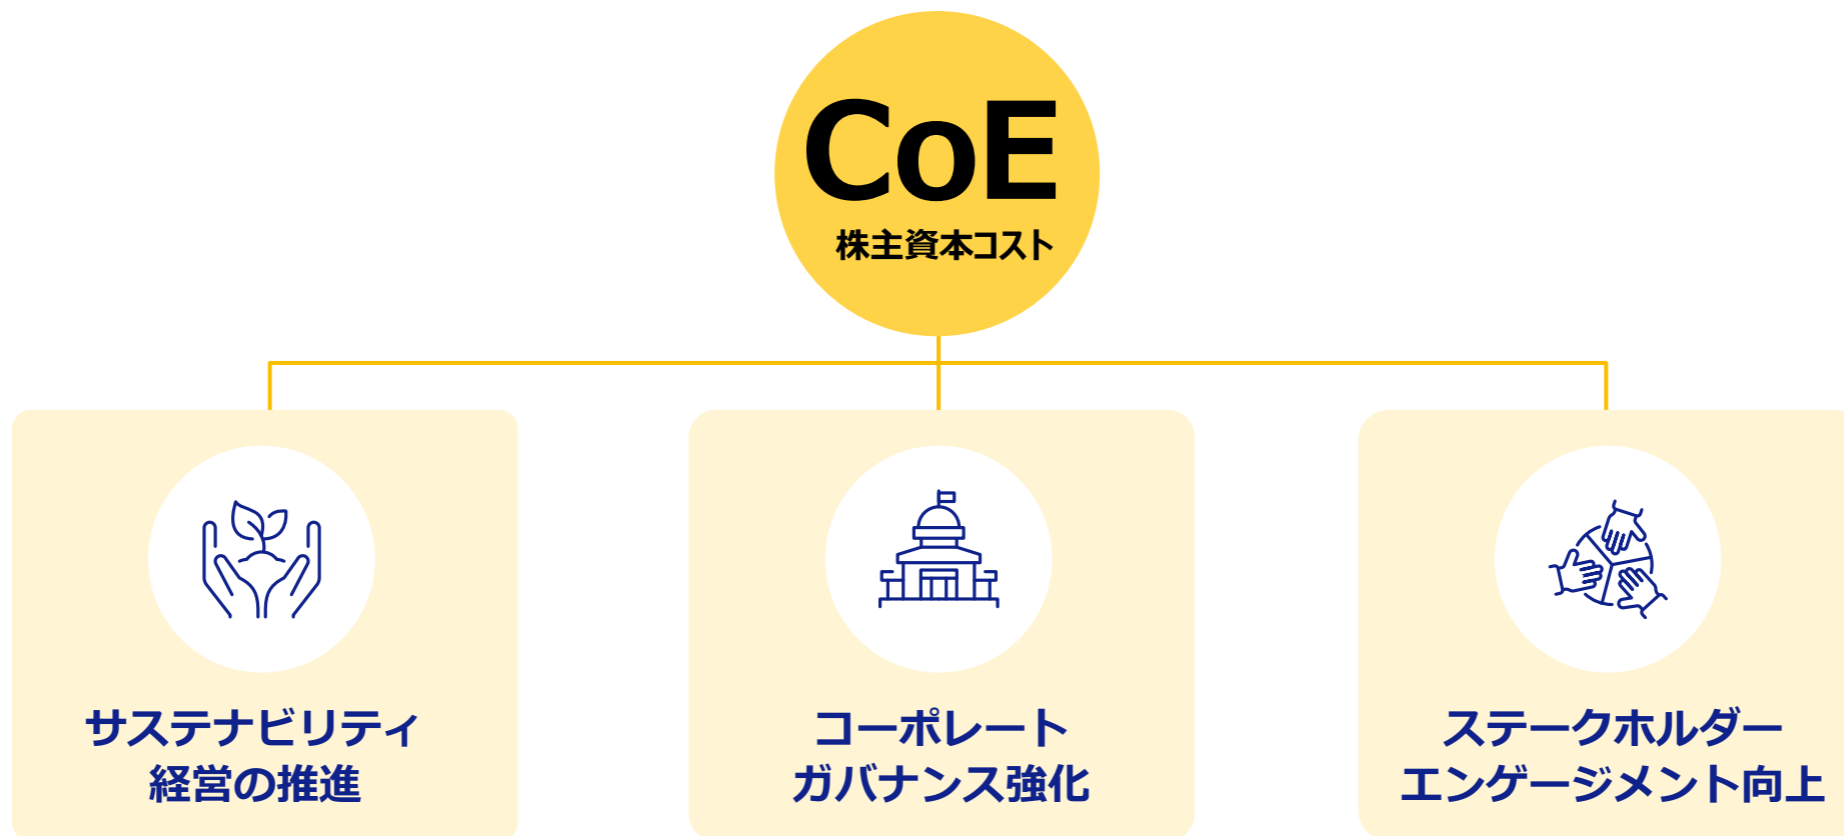 CoE
株主資本コスト
サステナビリティ
経営の推進
コーポレート
ガバナンス強化
ステークホルダー
エンゲージメント向上